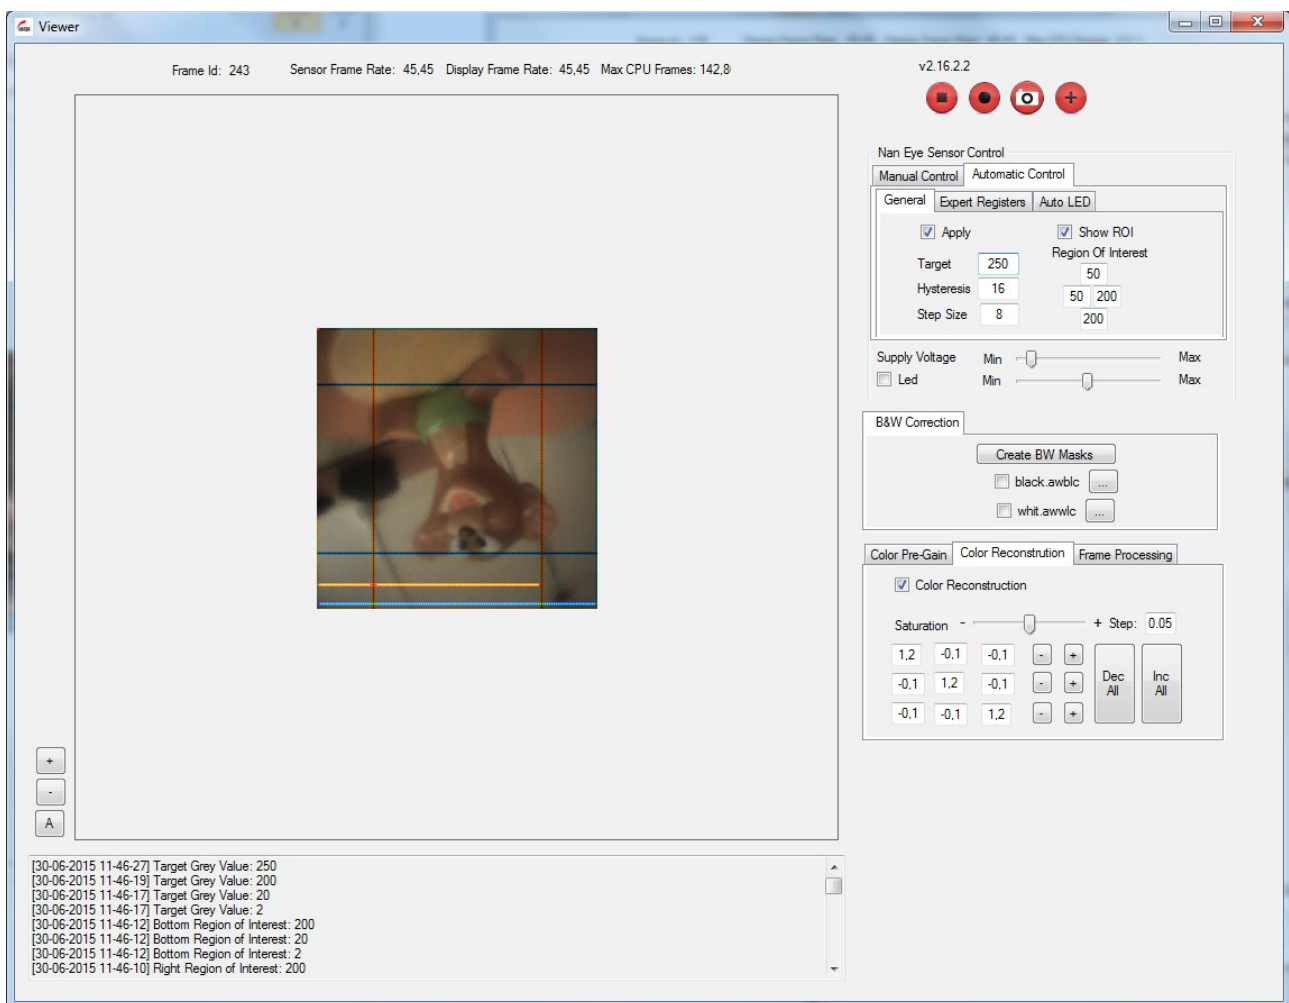 Viewer
Frame Id: 243 Sensor Frame Rate: 45,45 Display Frame Rate: 45,45 Max CPU Frames: 142,8
v2.16.2.2
Nan Eye Sensor Control
Manual Control Automatic Control
General Expert Registers Auto LED
Apply Show ROI
Region Of Interest
Target 250
50
Hysteresis 16
50 200
Step Size 8
200
Supply Voltage Min Max
Led Min Max
B&W Correction
Create BW Masks
black.awblc ...
whit.awwlc ...
Color Pre-Gain Color Reconstrution Frame Processing
Color Reconstruction
Saturation - + Step: 0.05
1,2 -0,1 -0,1 - +
-0,1 1,2 -0,1 - +
-0,1 -0,1 1,2 - +
Dec All
Inc All
+
-
A
[30-06-2015 11-46-27] Target Grey Value: 250
[30-06-2015 11-46-19] Target Grey Value: 200
[30-06-2015 11-46-17] Target Grey Value: 20
[30-06-2015 11-46-17] Target Grey Value: 2
[30-06-2015 11-46-12] Bottom Region of Interest: 200
[30-06-2015 11-46-12] Bottom Region of Interest: 20
[30-06-2015 11-46-12] Bottom Region of Interest: 2
[30-06-2015 11-46-10] Right Region of Interest: 200